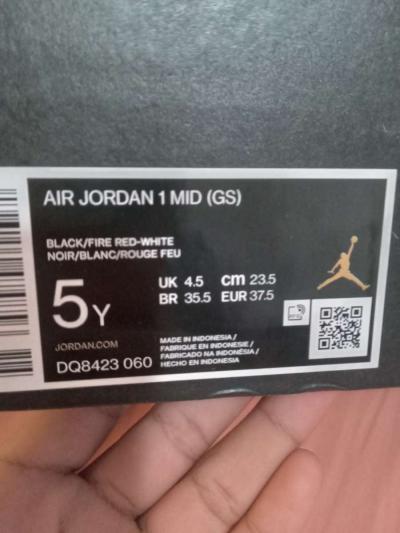 AIR JORDAN 1 MID (GS)
BLACK/FIRE RED-WHITE
NOIR/BLANC/ROUGE FEU
5Y
UK 4.5 cm 23.5
BR 35.5 EUR 37.5
JORDAN.COM
DQ8423 060
MADE IN INDONESIA/
FABRIQUE EN INDONESIE/
FABRICADO NA INDONÉSIA/
HECHO EN INDONESIA